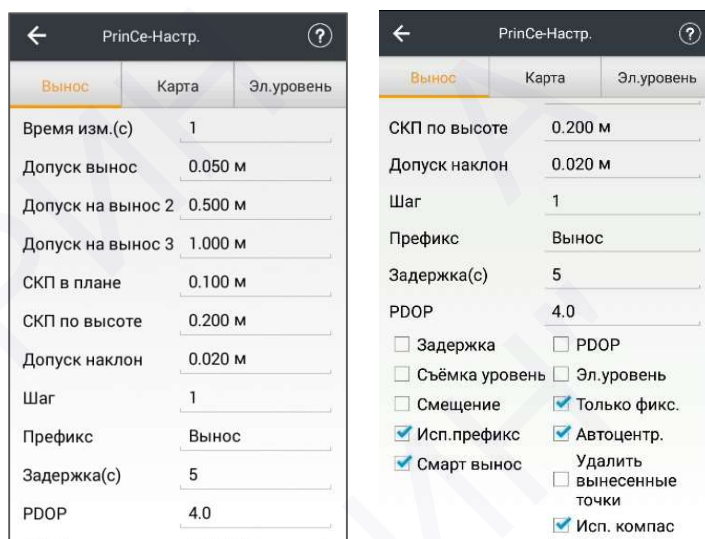 PrinCe-Настр. ?
Вынос Карта Эл.уровень
Время изм.(с) 1
Допуск вынос 0.050 м
Допуск на вынос 2 0.500 м
Допуск на вынос 3 1.000 м
СКП в плане 0.100 м
СКП по высоте 0.200 м
Допуск наклон 0.020 м
Шаг 1
Префикс Вынос
Задержка(с) 5
PDOP 4.0
PrinCe-Настр. ?
Вынос Карта Эл.уровень
СКП по высоте 0.200 м
Допуск наклон 0.020 м
Шаг 1
Префикс Вынос
Задержка(с) 5
PDOP 4.0
Задержка PDOP
Съёмка уровень Эл.уровень
Смещение Только фикс.
Исп.префикс Автоцентр.
Смарт вынос Удалить
вынесенные
точки
Исп. компас